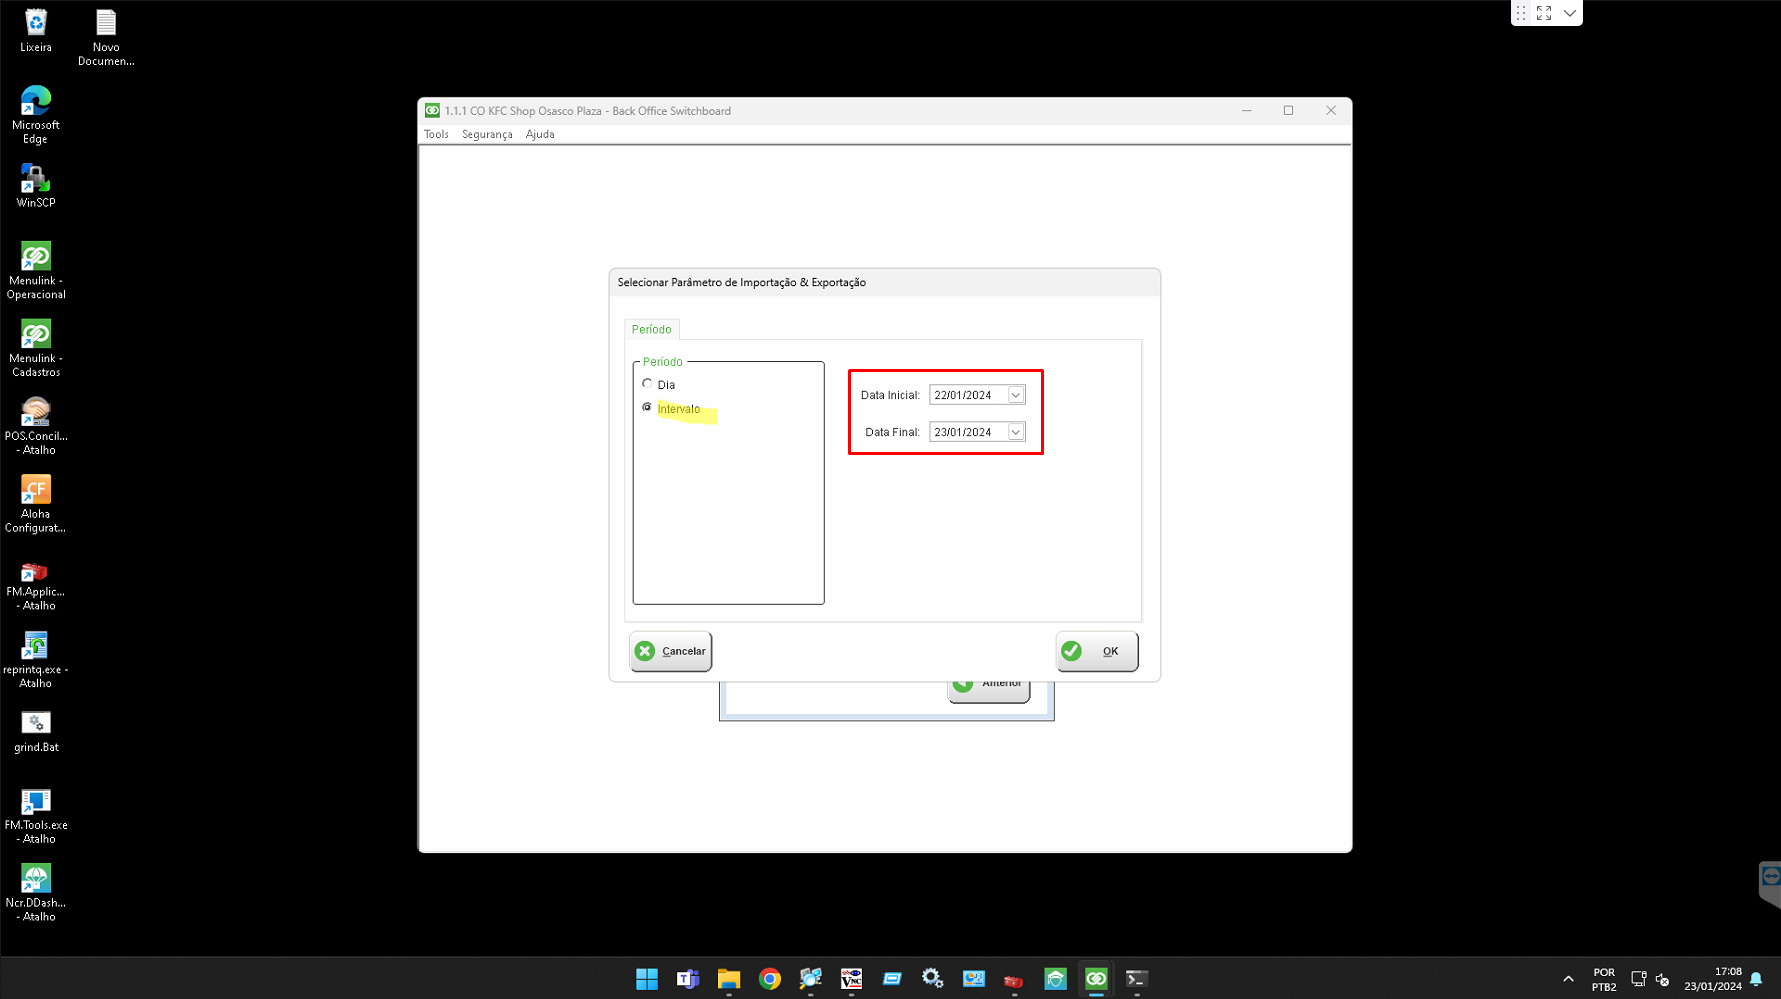 Lixeira
Novo
Documen...
Microsoft
Edge
WinSCP
Menulink -
Operacional
Menulink -
Cadastros
POS.Concil...
- Atalho
CF
Aloha
Configurat...
FM.Applic...
- Atalho
reprintq.exe -
Atalho
grind.Bat
FM.Tools.exe
- Atalho
Ncr.DDash...
- Atalho
1.1.1 CO KFC Shop Osasco Plaza - Back Office Switchboard
Tools Segurança Ajuda
Selecionar Parâmetro de Importação & Exportação
Período
Período
Dia
Intervalo
Data Inicial: 22/01/2024
Data Final: 23/01/2024
Cancelar
OK
Anterior
VNC
POR
PTB2
17:08
23/01/2024